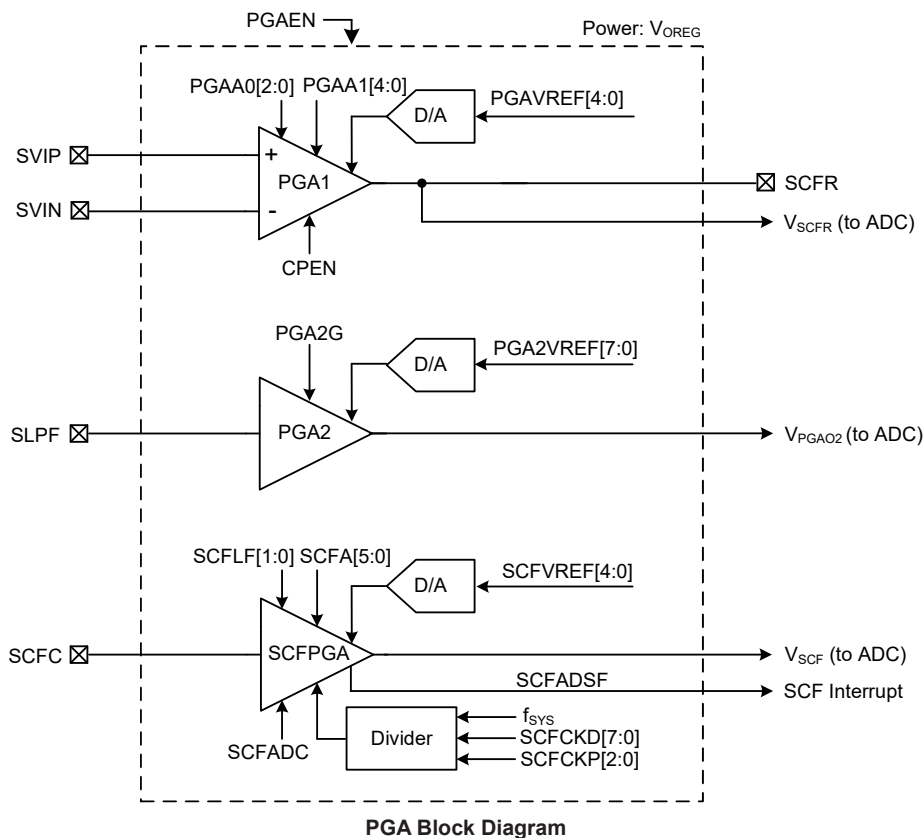 PGAEN
Power: VOREG
PGAA0[2:0]
PGAA1[4:0]
D/A
PGAVREF[4:0]
SVIP
+
PGA1
SCFR
SVIN
-
VSCFR (to ADC)
CPEN
PGA2G
D/A
PGA2VREF[7:0]
SLPF
PGA2
VPGAO2 (to ADC)
SCFLF[1:0]
SCFA[5:0]
D/A
SCFVREF[4:0]
SCFC
SCFPGA
VSCF (to ADC)
SCFADSF
SCF Interrupt
SCFADC
Divider
fSYS
SCFCKD[7:0]
SCFCKP[2:0]
PGA Block Diagram